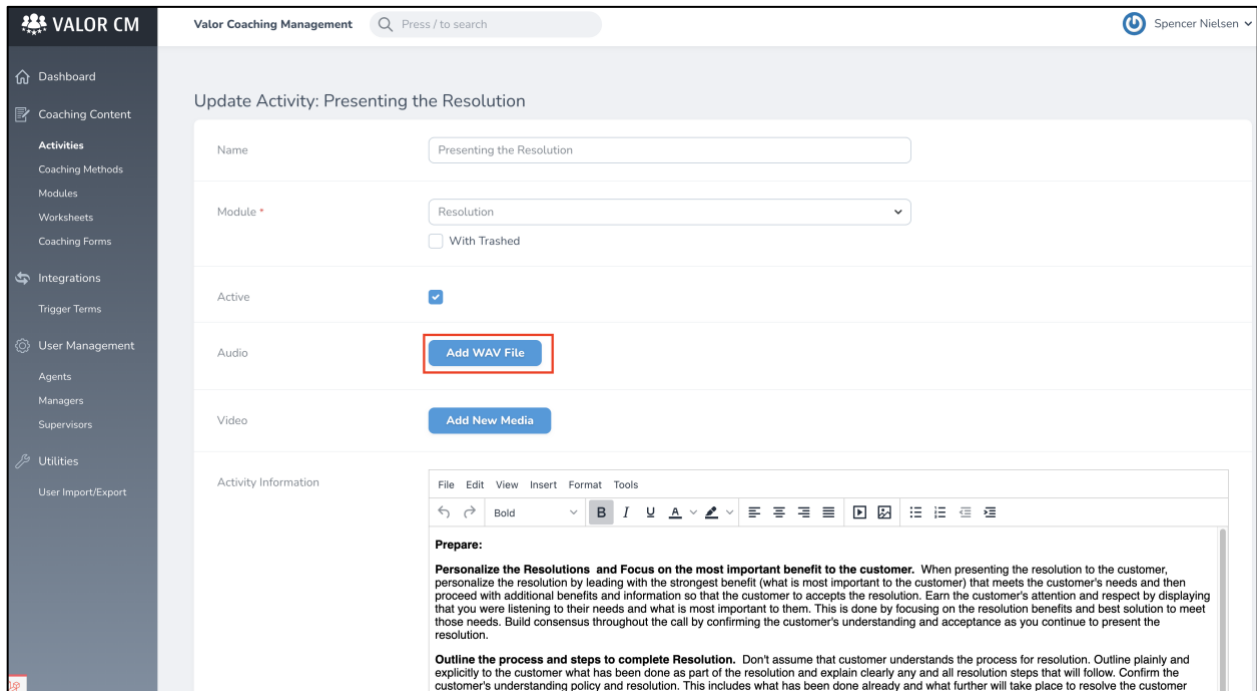 VALOR CM
Valor Coaching Management
Press / to search
Spencer Nielsen
Dashboard
Coaching Content
Activities
Coaching Methods
Modules
Worksheets
Coaching Forms
Integrations
Trigger Terms
User Management
Agents
Managers
Supervisors
Utilities
User Import/Export
Update Activity: Presenting the Resolution
Name
Presenting the Resolution
Module *
Resolution
With Trashed
Active
Audio
Add WAV File
Video
Add New Media
Activity Information
File Edit View Insert Format Tools
Bold B I U A
Prepare:
Personalize the Resolutions and Focus on the most important benefit to the customer. When presenting the resolution to the customer,
personalize the resolution by leading with the strongest benefit (what is most important to the customer) that meets the customer's needs and then
proceed with additional benefits and information so that the customer to accepts the resolution. Earn the customer's attention and respect by displaying
that you were listening to their needs and what is most important to them. This is done by focusing on the resolution benefits and best solution to meet
those needs. Build consensus throughout the call by confirming the customer's understanding and acceptance as you continue to present the
resolution.
Outline the process and steps to complete Resolution. Don't assume that customer understands the process for resolution. Outline plainly and
explicitly to the customer what has been done as part of the resolution and explain clearly any and all resolution steps that will follow. Confirm the
customer's understanding policy and resolution. This includes what has been done already and what further will take place to resolve the customer